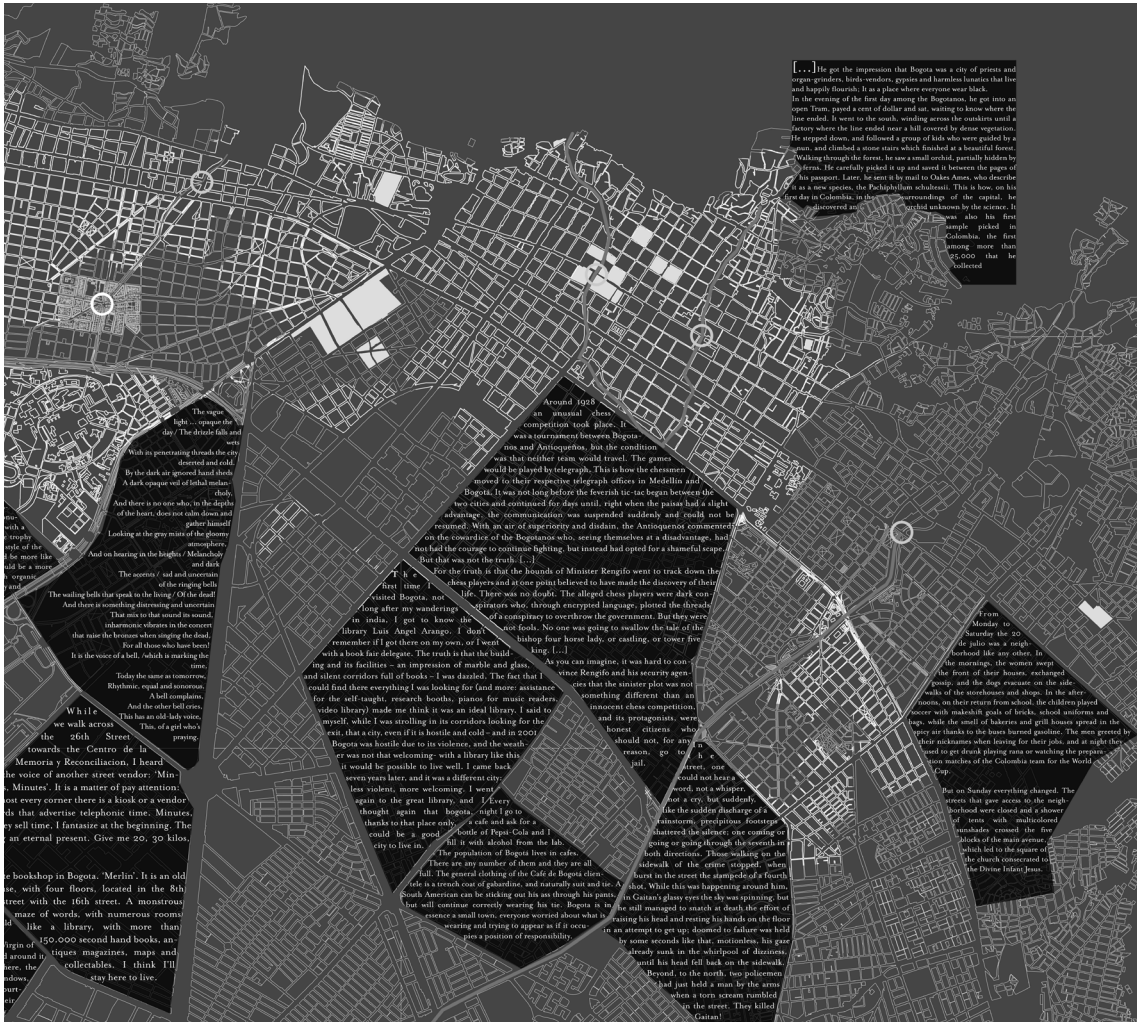 [...]He got the impression that Bogota was a city of priests and
organ-grinders, birds-vendors, gypsies and harmless lunatics that live
and happily flourish; It as a place where everyone wear black.
In the evening of the first day among the Bogotanos, he got into an
open Tram, payed a cent of dollar and sat, waiting to know where the
line ended. It went to the south, winding across the outskirts until a
factory where the line ended near a hill covered by dense vegetation.
He stepped down, and followed a group of kids who were guided by a
nun, and climbed a stone stairs which finished at a beautiful forest.
Walking through the forest, he saw a small orchid, partially hidden by
ferns. He carefully picked it up and saved it between the pages of
his passport. Later, he sent it by mail to Oakes Ames, who describe
it as a new species, the Pachiphyllum schultesii. This is how, on his
first day in Colombia, in the surroundings of the capital, he
discovered an orchid unknown by the science. It
was also his first
sample picked in
Colombia, the first
among more than
25,000 that he
collected
The vague
light ... opaque the
day / The drizzle falls and
wets
With its penetrating threads the city
deserted and cold.
By the dark air ignored hand sheds
A dark opaque veil of lethal melan-
choly,
And there is no one who, in the depths
of the heart, does not calm down and
gather himself
Looking at the gray mists of the gloomy
atmosphere,
And on hearing in the heights / Melancholy
and dark
The accents / sad and uncertain
of the ringing bells
The wailing bells that speak to the living / Of the dead!
And there is something distressing and uncertain
That mix to that sound its sound,
inharmonic vibrates in the concert
that raise the bronzes when singing the dead,
For all those who have been!
It is the voice of a bell, /which is marking the
time,
Today the same as tomorrow,
Rhythmic, equal and sonorous,
A bell complains,
And the other bell cries,
This has an old-lady voice,
This, of a girl who's
praying.
with a
trophy
style of the
d be more like
ould be a more
organic,
y and
While
we walk across
the 26th Street
towards the Centro de la
Memoria y Reconciliacion, I heard
the voice of another street vendor: 'Min-
s, Minutes'. It is a matter of pay attention:
ost every corner there is a kiosk or a vendor
rds that advertise telephonic time. Minutes,
ey sell time, I fantasize at the beginning. The
an eternal present. Give me 20, 30 kilos,
te bookshop in Bogota. 'Merlin'. It is an old
se, with four floors, located in the 8th
street with the 16th street. A monstrous
maze of words, with numerous rooms
like a library, with more than
150.000 second hand books, an-
tiques magazines, maps and
collectables. I think I'll
stay here to live.
Virgin of
d around it
here, the
ndows,
ourt-
their
Around 1928
an unusual chess
competition took place. It
was a tournament between Bogota-
nos and Antioqueños, but the condition
was that neither team would travel. The games
would be played by telegraph. This is how the chessmen
moved to their respective telegraph offices in Medellin and
Bogota. It was not long before the feverish tic-tac began between the
two cities and continued for days until, right when the paisas had a slight
advantage, the communication was suspended suddenly and could not be
resumed. With an air of superiority and disdain, the Antioquenos commented
on the cowardice of the Bogotanos who, seeing themselves at a disadvantage, had
not had the courage to continue fighting, but instead had opted for a shameful scape.
But that was not the truth. [...]
For the truth is that the hounds of Minister Rengifo went to track down the
chess players and at one point believed to have made the discovery of their
life. There was no doubt. The alleged chess players were dark con-
spirators who, through encrypted language, plotted the threads
of a conspiracy to overthrow the government. But they were
not fools. No one was going to swallow the tale of the
bishop four horse lady, or castling, or tower five
king. [...]
As you can imagine, it was hard to con-
vince Rengifo and his security agen-
cies that the sinister plot was not
something different than an
innocent chess competition,
and its protagonists, were
honest citizens who
should not, for any
reason, go to
jail.
The
first time I
visited Bogota, not
long after my wanderings
in india, I got to know the
library Luis Angel Arango. I don't
remember if I got there on my own, or I went
with a book fair delegate. The truth is that the build-
ing and its facilities – an impression of marble and glass,
and silent corridors full of books – I was dazzled. The fact that I
could find there everything I was looking for (and more: assistance
for the self-taught, research booths, pianos for music readers,
video library) made me think it was an ideal library. I said to
myself, while I was strolling in its corridors looking for the
exit, that a city, even if it is hostile and cold – and in 2001
Bogota was hostile due to its violence, and the weath-
er was not that welcoming– with a library like this
it would be possible to live well. I came back
seven years later, and it was a different city:
less violent, more welcoming. I went
again to the great library, and I
thought again that bogota,
thanks to that place only,
could be a good
city to live in.
Every
night I go to
a cafe and ask for a
bottle of Pepsi-Cola and I
fill it with alcohol from the lab.
The population of Bogotá lives in cafes.
There are any number of them and they are all
full. The general clothing of the Café de Bogota clien-
tele is a trench coat of gabardine, and naturally suit and tie. A
South American can be sticking out his ass through his pants,
but will continue correctly wearing his tie. Bogota is in
essence a small town, everyone worried about what is
wearing and trying to appear as if it occu-
pies a position of responsibility.
In
the
street, one
could not hear a
word, not a whisper,
not a cry, but suddenly,
like the sudden discharge of a
rainstorm, precipitous footsteps
shattered the silence; one coming or
going or going through the seventh in
both directions. Those walking on the
sidewalk of the crime stopped, when
burst in the street the stampede of a fourth
shot. While this was happening around him,
in Gaitan's glassy eyes the sky was spinning, but
he still managed to snatch at death the effort of
raising his head and resting his hands on the floor
in an attempt to get up; doomed to failure was held
by some seconds like that, motionless, his gaze
already sunk in the whirlpool of dizziness,
until his head fell back on the sidewalk.
Beyond, to the north, two policemen
had just held a man by the arms
when a torn scream rumbled
in the street. They killed
Gaitan!
From
Monday to
Saturday the 20
de julio was a neigh-
borhood like any other. In
the mornings, the women swept
the front of their houses, exchanged
gossip, and the dogs evacuate on the side-
walks of the storehouses and shops. In the after-
noons, on their return from school, the children played
soccer with makeshift goals of bricks, school uniforms and
bags, while the smell of bakeries and grill houses spread in the
spicy air thanks to the buses burned gasoline. The men greeted by
their nicknames when leaving for their jobs, and at night they
used to get drunk playing rana or watching the prepara-
tion matches of the Colombia team for the World
Cup.
But on Sunday everything changed. The
streets that gave access to the neigh-
borhood were closed and a shower
of tents with multicolored
sunshades crossed the five
blocks of the main avenue,
which led to the square of
the church consecrated to
the Divine Infant Jesus.